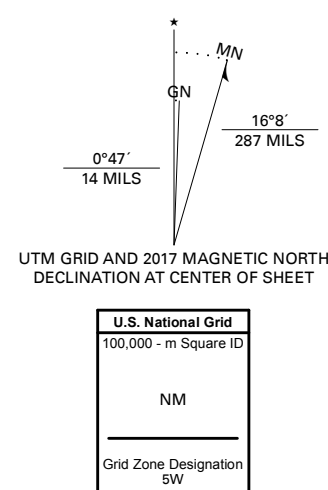 ★
MN
GN
0°47´
14 MILS
16°8´
287 MILS
UTM GRID AND 2017 MAGNETIC NORTH
DECLINATION AT CENTER OF SHEET
U.S. National Grid
100,000 - m Square ID
NM
Grid Zone Designation
5W